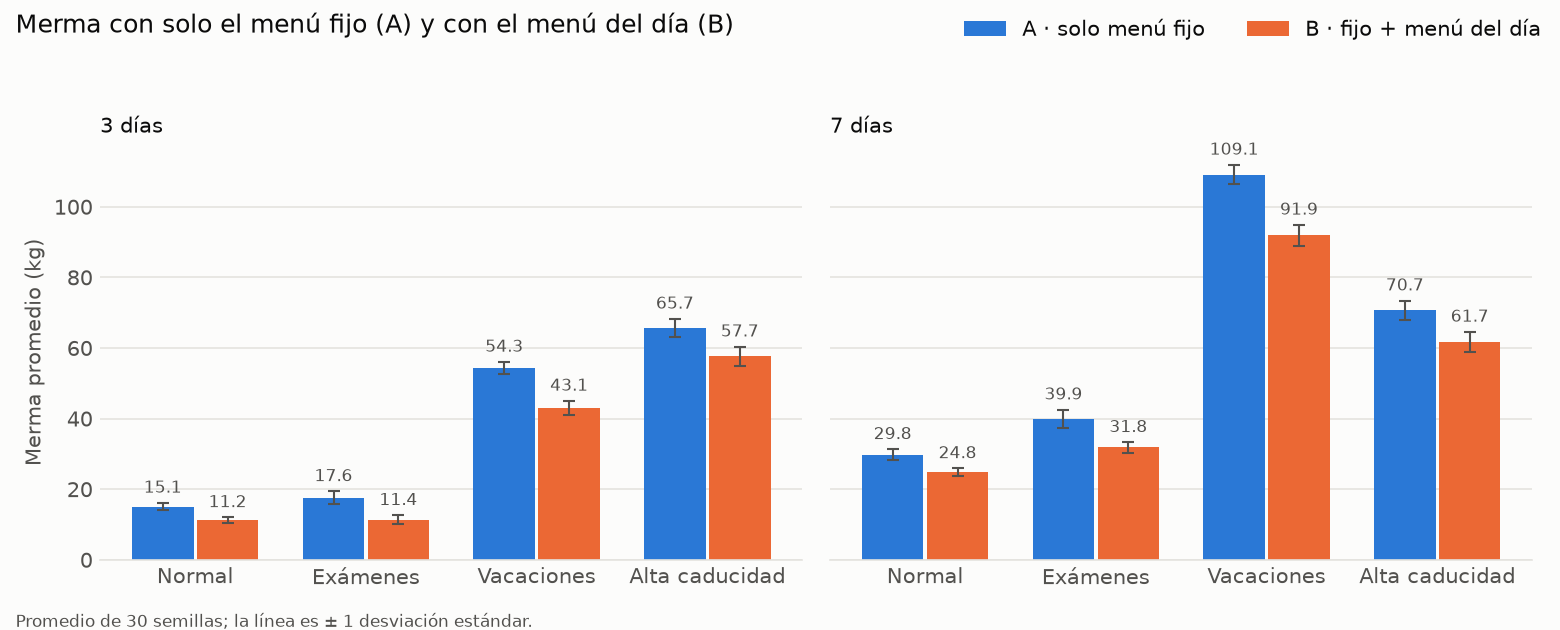 Merma con solo el menú fijo (A) y con el menú del día (B)
A · solo menú fijo
B · fijo + menú del día
3 días
7 días
Merma promedio (kg)
100
80
60
40
20
0
15.1
11.2
17.6
11.4
54.3
43.1
65.7
57.7
29.8
24.8
39.9
31.8
109.1
91.9
70.7
61.7
Normal
Exámenes
Vacaciones
Alta caducidad
Normal
Exámenes
Vacaciones
Alta caducidad
Promedio de 30 semillas; la línea es ± 1 desviación estándar.